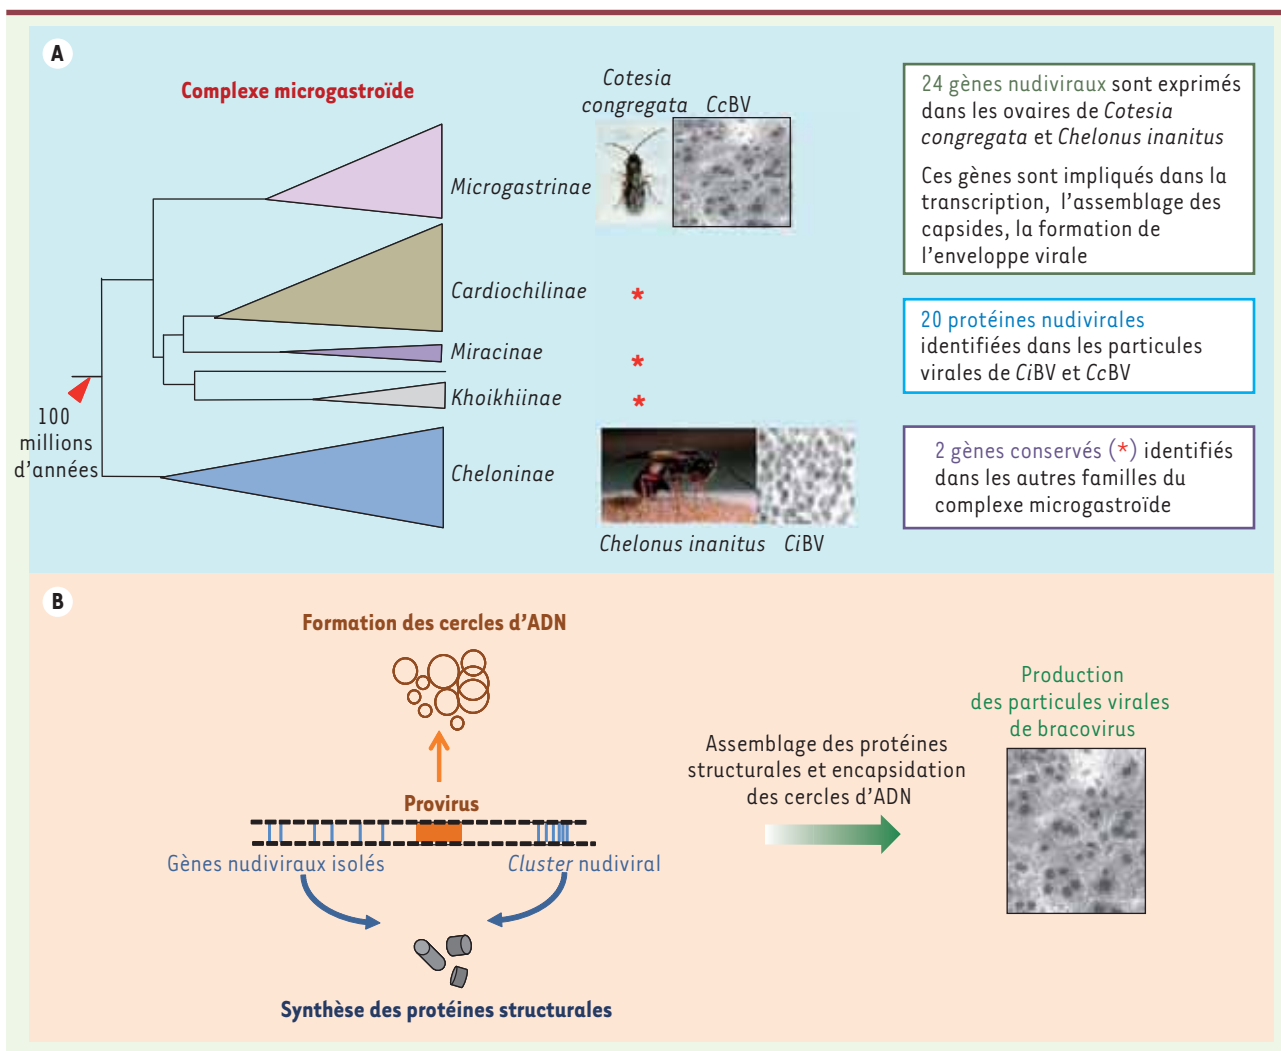 A
Complexe microgastroïde
Cotesia
congregata CcBV
Microgastrinae
Cardiochilinae
*
Miracinae
*
Khoikhiinae
*
100
millions
d'années
Cheloninae
Chelonus inanitus CiBV
24 gènes nudiviraux sont exprimés
dans les ovaires de Cotesia
congregata et Chelonus inanitus
Ces gènes sont impliqués dans la
transcription, l'assemblage des
capsides, la formation de
l'enveloppe virale
20 protéines nudivirales
identifiées dans les particules
virales de CiBV et CcBV
2 gènes conservés (*) identifiés
dans les autres familles du
complexe microgastroïde
B
Formation des cercles d'ADN
Provirus
Gènes nudiviraux isolés
Cluster nudiviral
Synthèse des protéines structurales
Assemblage des protéines
structurales et encapsidation
des cercles d'ADN
Production
des particules virales
de bracovirus